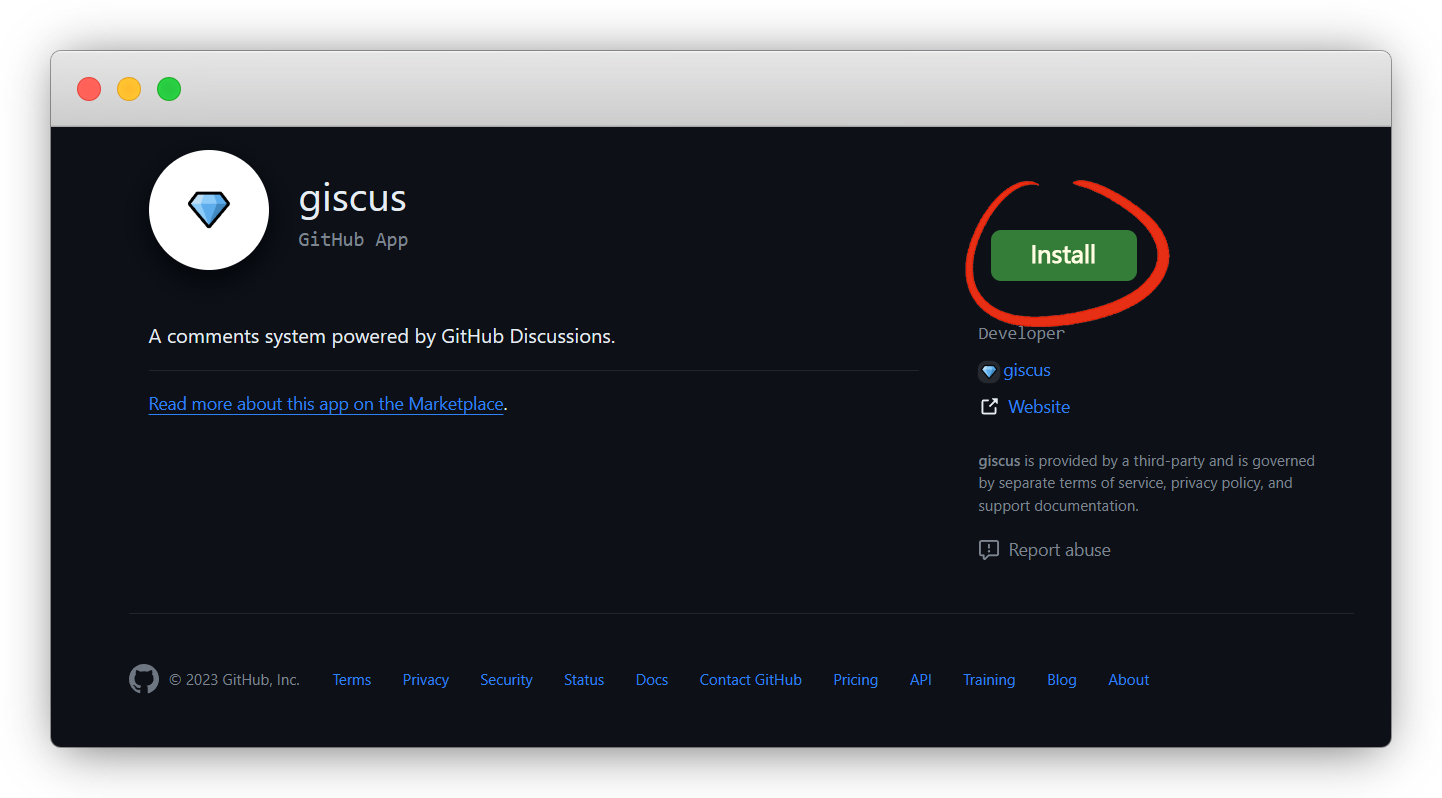 giscus
GitHub App
Install
A comments system powered by GitHub Discussions.
Read more about this app on the Marketplace.
Developer
giscus
Website
giscus is provided by a third-party and is governed
by separate terms of service, privacy policy, and
support documentation.
Report abuse
© 2023 GitHub, Inc. Terms Privacy Security Status Docs Contact GitHub Pricing API Training Blog About